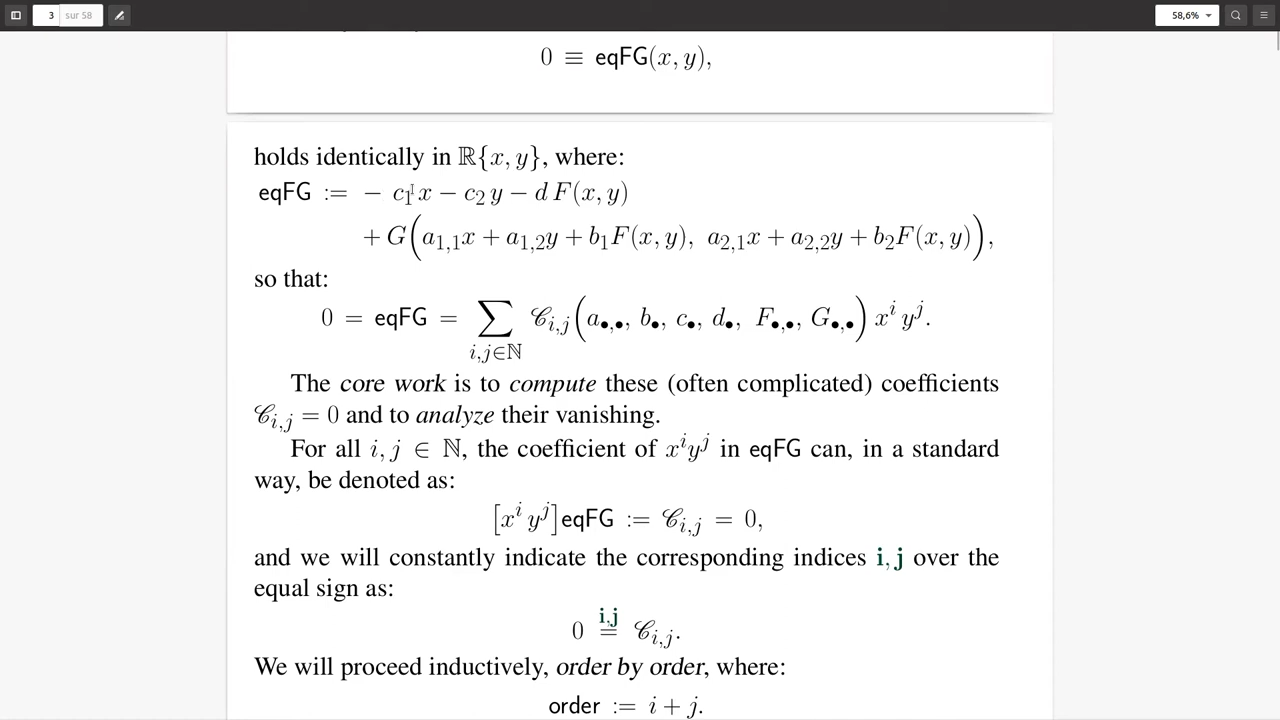 3 sur 58 58,6%
0 ≡ eqFG(x, y),
holds identically in ℝ{x, y}, where:
eqFG := − c₁ x − c₂ y − d F(x, y)
+ G(a₁,₁x + a₁,₂y + b₁F(x, y), a₂,₁x + a₂,₂y + b₂F(x, y)),
so that:
0 = eqFG = ∑ 𝒞ᵢ,ⱼ(a•,•, b•, c•, d•, F•,•, G•,•) xⁱ yʲ.
i,j∈ℕ
The core work is to compute these (often complicated) coefficients
𝒞ᵢ,ⱼ = 0 and to analyze their vanishing.
For all i, j ∈ ℕ, the coefficient of xⁱyʲ in eqFG can, in a standard
way, be denoted as:
[xⁱ yʲ]eqFG := 𝒞ᵢ,ⱼ = 0,
and we will constantly indicate the corresponding indices i, j over the
equal sign as:
i,j
0 = 𝒞ᵢ,ⱼ.
We will proceed inductively, order by order, where:
order := i + j.